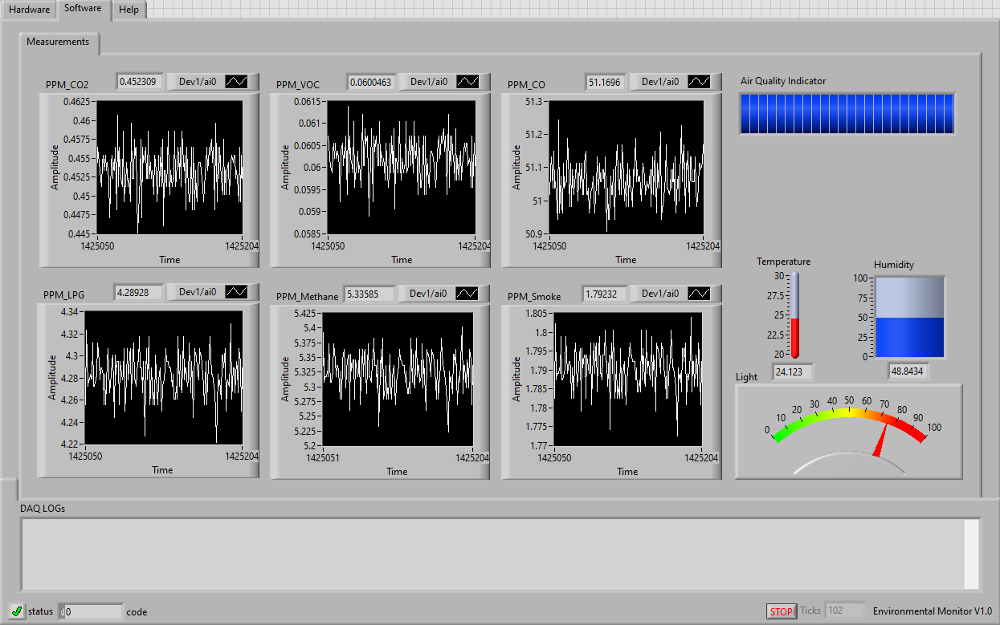 Hardware Software Help
Measurements
PPM_CO2 0.452309 Dev1/ai0
0.4625
0.46
0.4575
0.455
0.4525
0.45
0.4475
0.445
Amplitude
1425050 1425204
Time
PPM_VOC 0.0600463 Dev1/ai0
0.0615
0.061
0.0605
0.06
0.0595
0.059
0.0585
Amplitude
1425050 1425204
Time
PPM_CO 51.1696 Dev1/ai0
51.3
51.2
51.1
51
50.9
Amplitude
1425050 1425204
Time
Air Quality Indicator
PPM_LPG 4.28928 Dev1/ai0
4.34
4.32
4.3
4.28
4.26
4.24
4.22
Amplitude
1425050 1425204
Time
PPM_Methane 5.33585 Dev1/ai0
5.425
5.4
5.375
5.35
5.325
5.3
5.275
5.25
5.225
5.2
Amplitude
1425051 1425204
Time
PPM_Smoke 1.79232 Dev1/ai0
1.805
1.8
1.795
1.79
1.785
1.78
1.775
1.77
Amplitude
1425050 1425204
Time
Temperature
30
27.5
25
22.5
20
24.123
Humidity
100
75
50
25
0
48.8434
Light
0 10 20 30 40 50 60 70 80 90 100
DAQ LOGs
status d0 code
STOP Ticks 102 Environmental Monitor V1.0